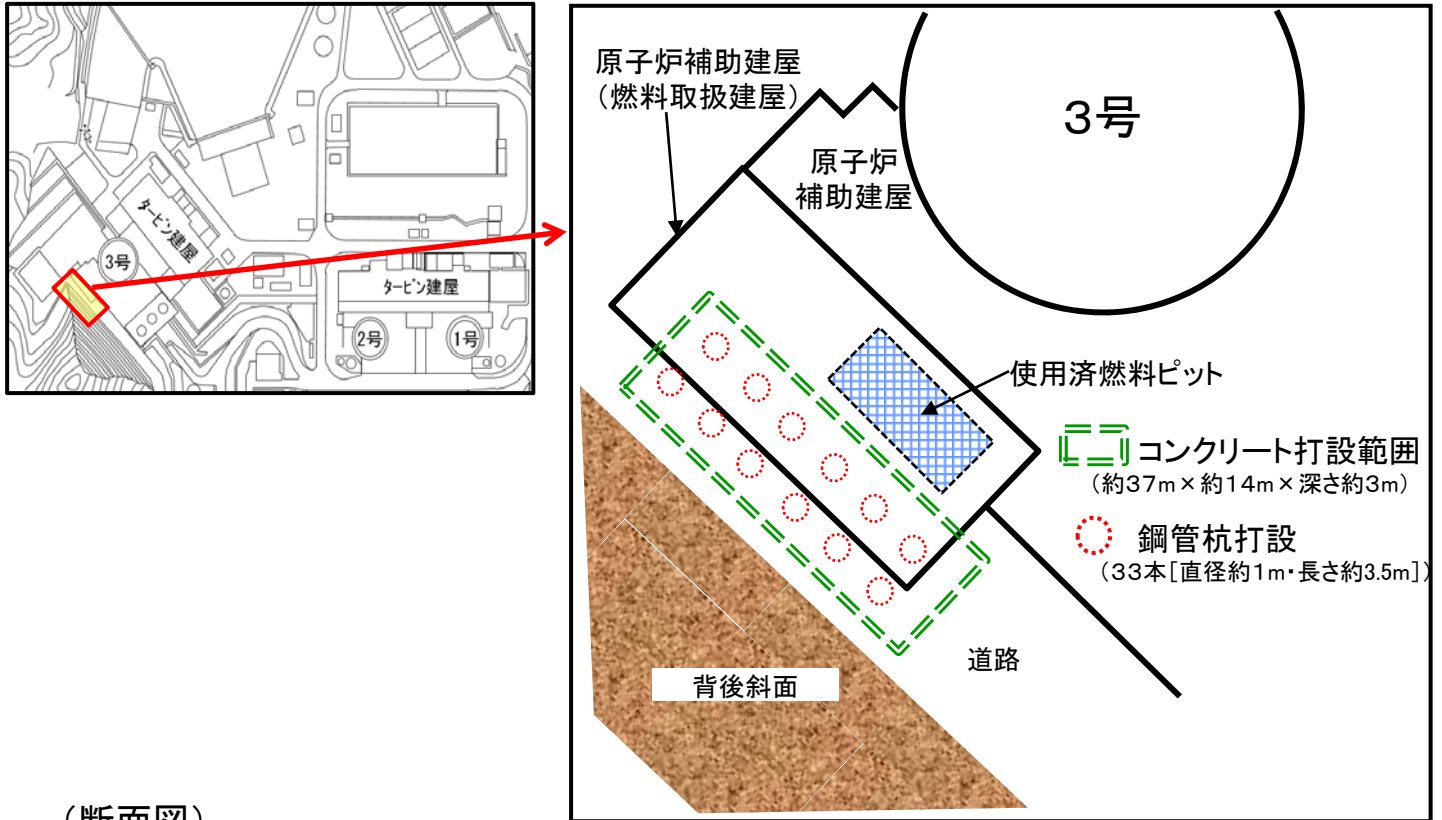 タービン建屋
3号
タービン建屋
2号
1号
原子炉補助建屋
（燃料取扱建屋）
3号
原子炉
補助建屋
使用済燃料ピット
コンクリート打設範囲
（約37m×約14m×深さ約3m）
鋼管杭打設
（33本［直径約1m・長さ約3.5m］）
道路
背後斜面
（断面図）